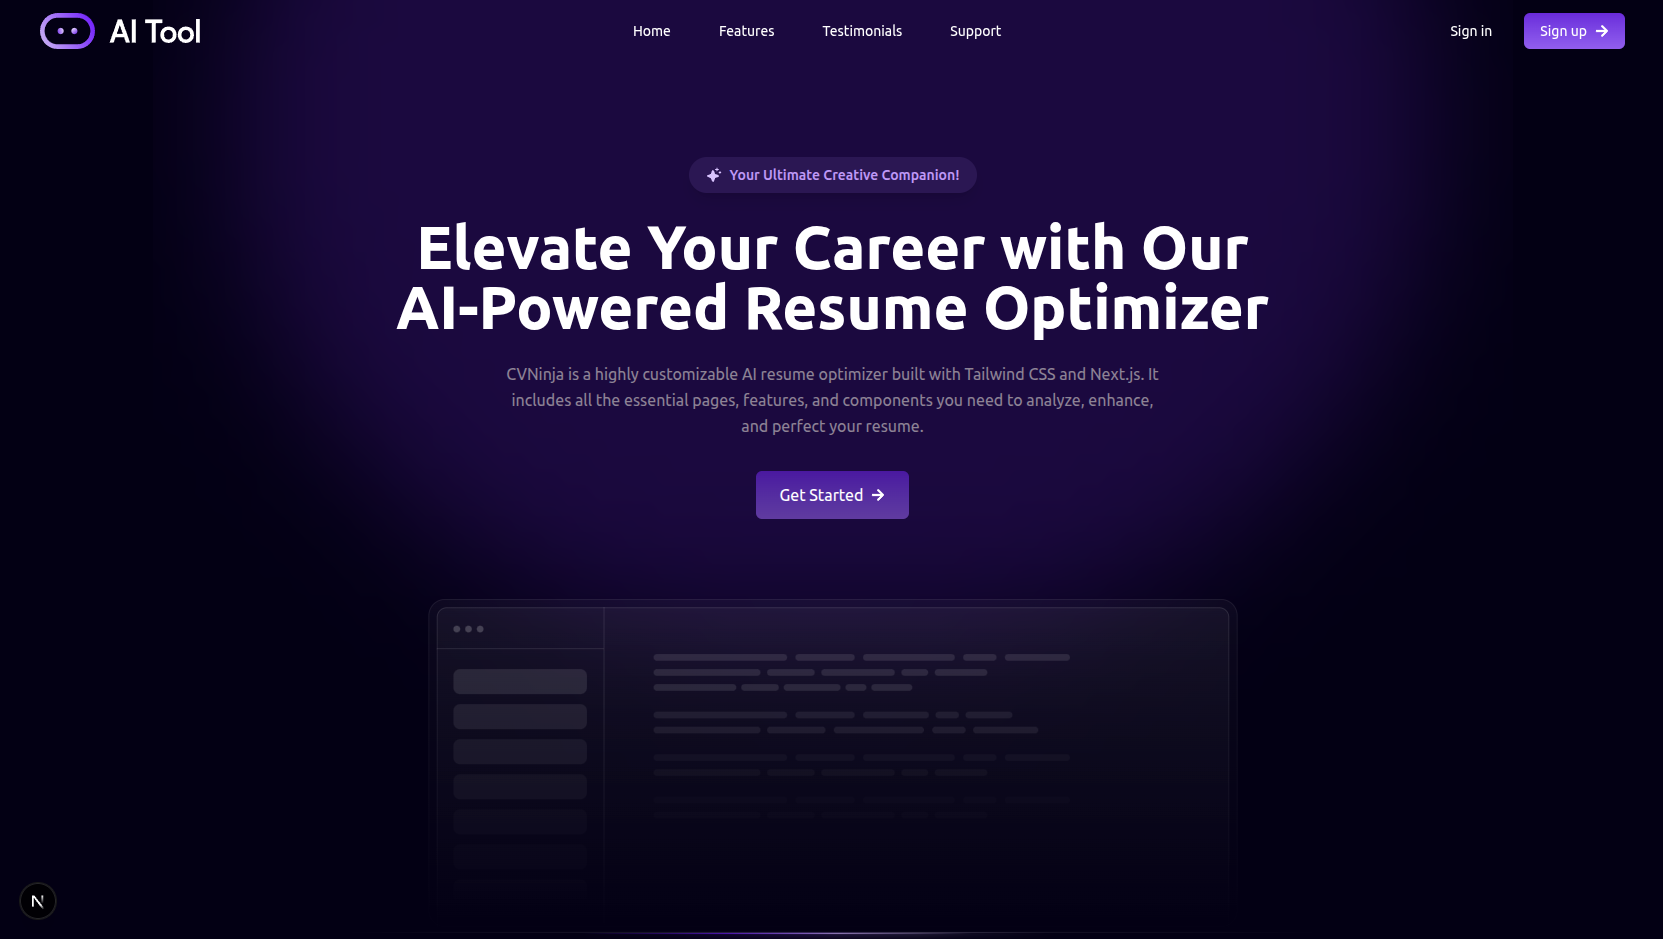 AI Tool
Home
Features
Testimonials
Support
Sign in
Sign up
Your Ultimate Creative Companion!
Elevate Your Career with Our
AI-Powered Resume Optimizer
CVNinja is a highly customizable AI resume optimizer built with Tailwind CSS and Next.js. It
includes all the essential pages, features, and components you need to analyze, enhance,
and perfect your resume.
Get Started
N